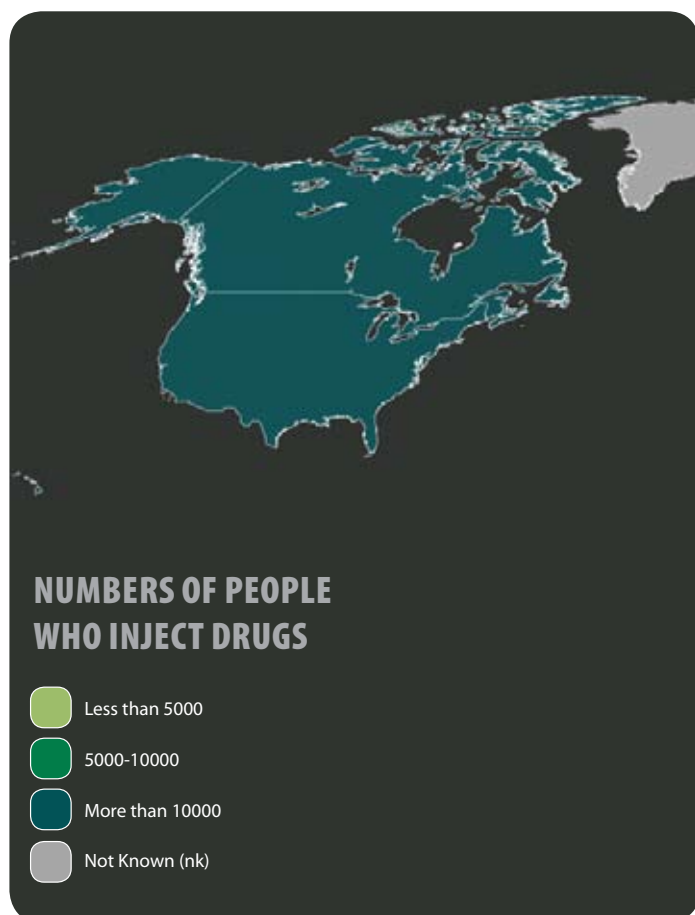 NUMBERS OF PEOPLE
WHO INJECT DRUGS
Less than 5000
5000-10000
More than 10000
Not Known (nk)